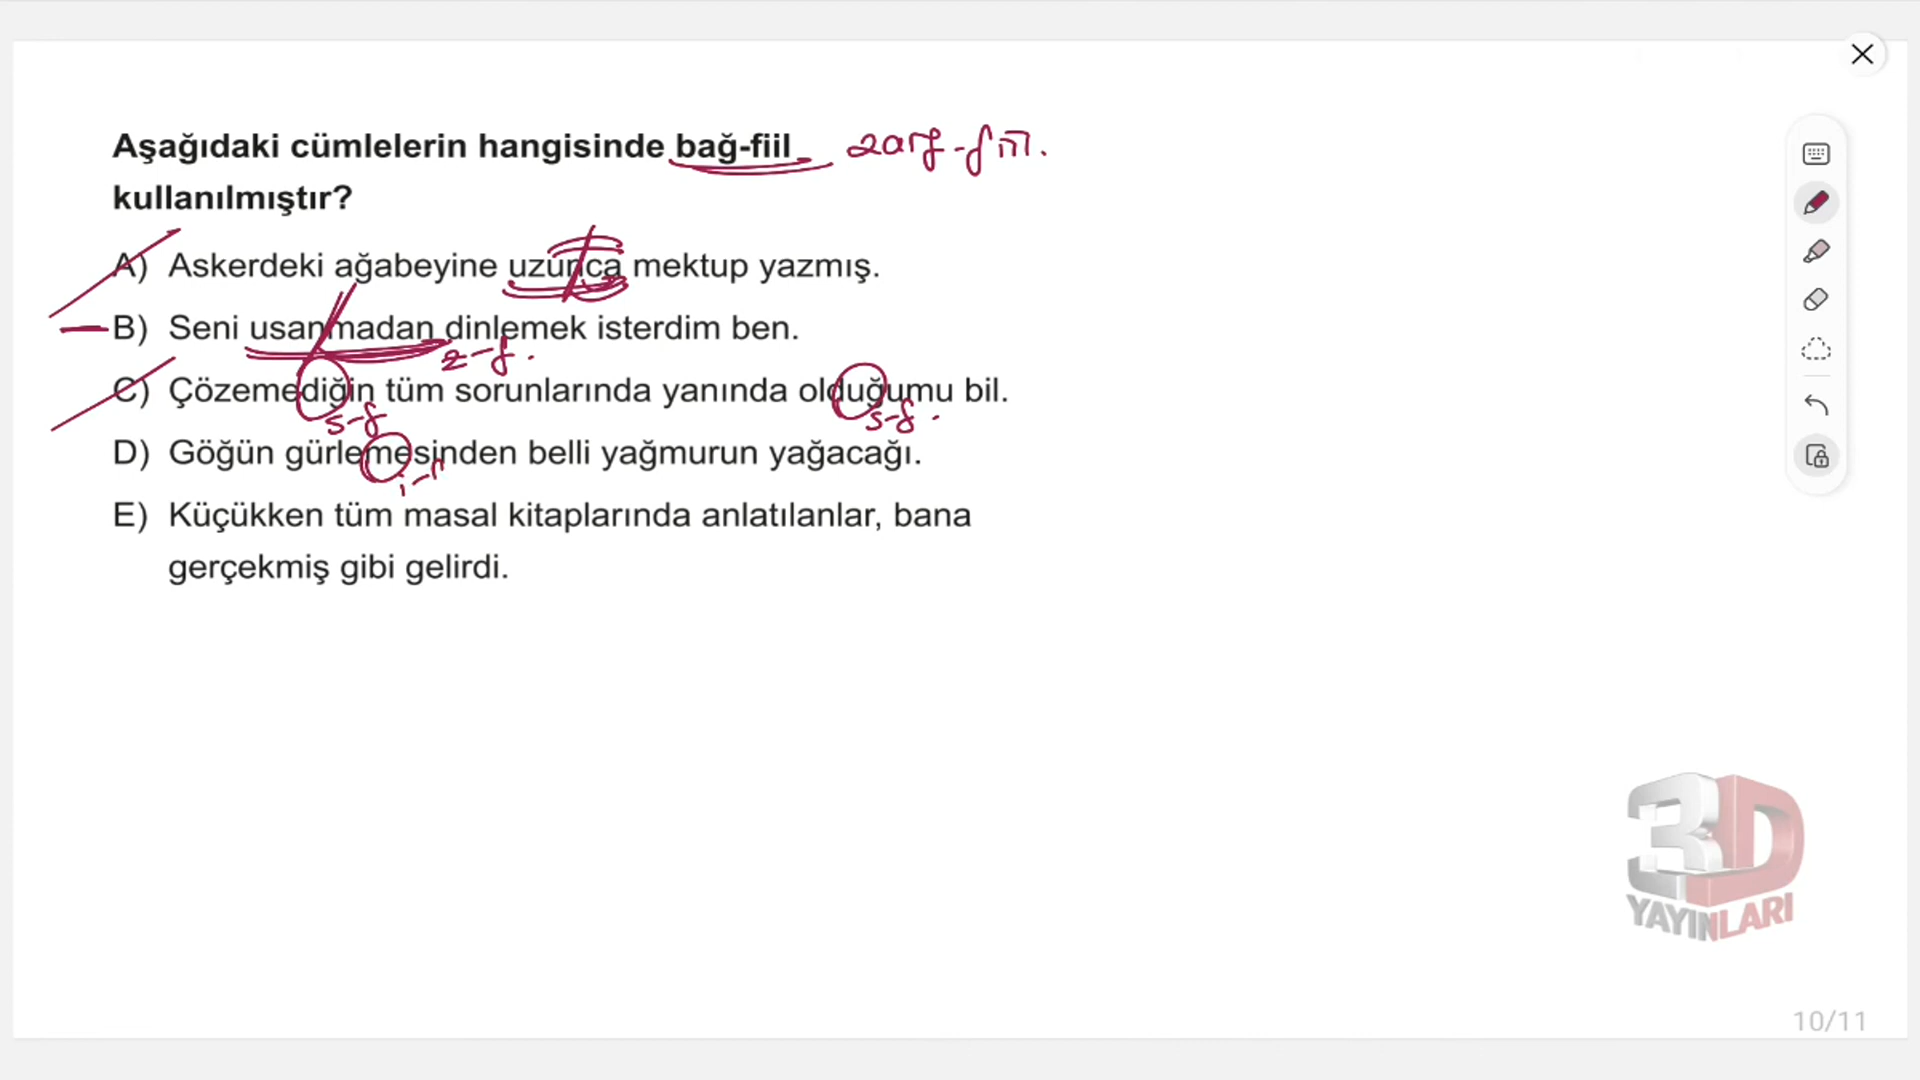 Aşağıdaki cümlelerin hangisinde bağ-fiil zarf-fiil.
kullanılmıştır?
A) Askerdeki ağabeyine uzunca mektup yazmış.
B) Seni usanmadan dinlemek isterdim ben.
z-f.
C) Çözemediğin tüm sorunlarında yanında olduğumu bil.
s-f s-f.
D) Göğün gürlemesinden belli yağmurun yağacağı.
E) Küçükken tüm masal kitaplarında anlatılanlar, bana
gerçekmiş gibi gelirdi.
3D
YAYINLARI
10/11